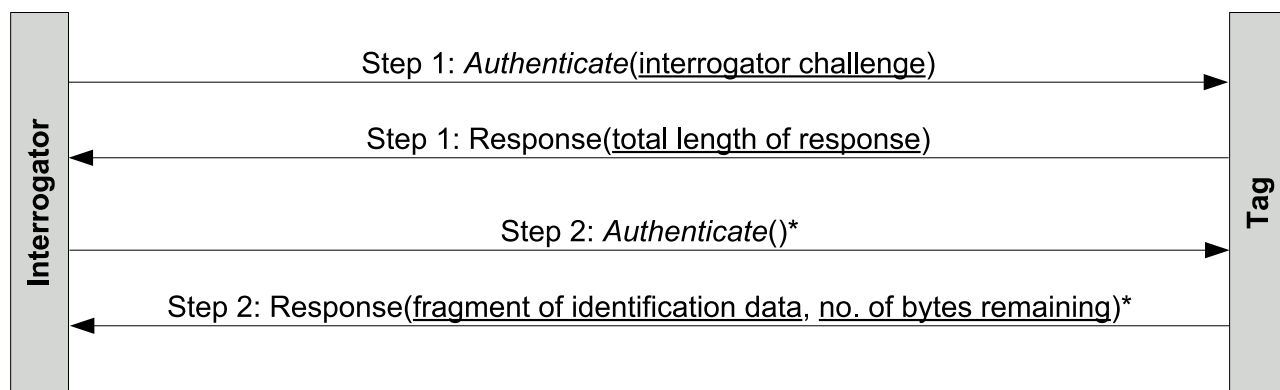 Interrogator
Step 1: Authenticate(interrogator challenge)
Step 1: Response(total length of response)
Step 2: Authenticate()*
Step 2: Response(fragment of identification data, no. of bytes remaining)*
Tag